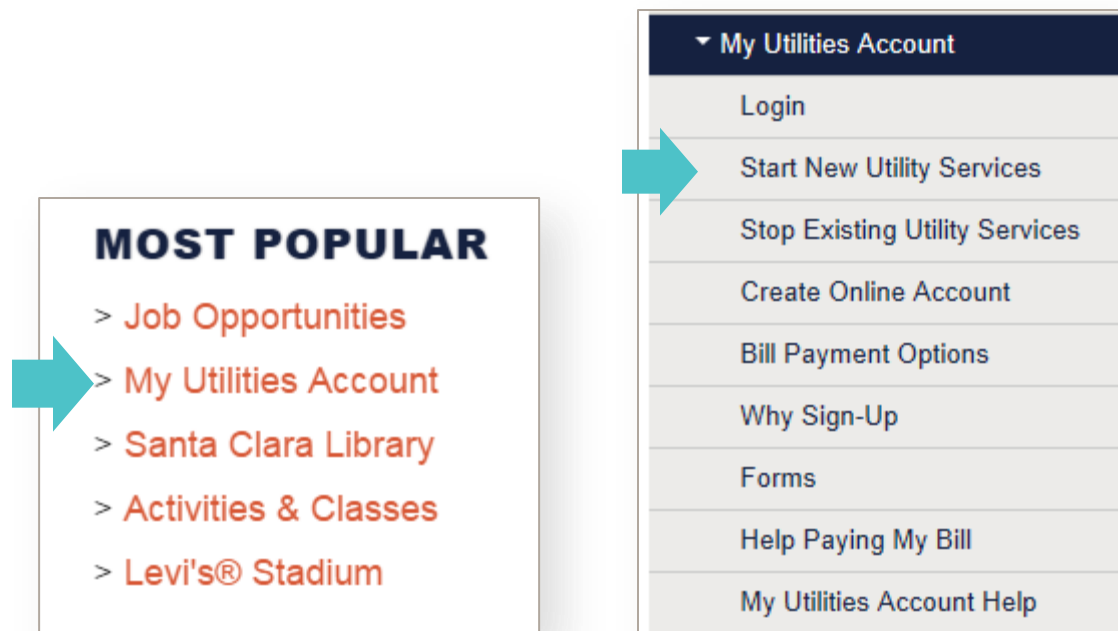 MOST POPULAR
> Job Opportunities
> My Utilities Account
> Santa Clara Library
> Activities & Classes
> Levi's® Stadium
My Utilities Account
Login
Start New Utility Services
Stop Existing Utility Services
Create Online Account
Bill Payment Options
Why Sign-Up
Forms
Help Paying My Bill
My Utilities Account Help